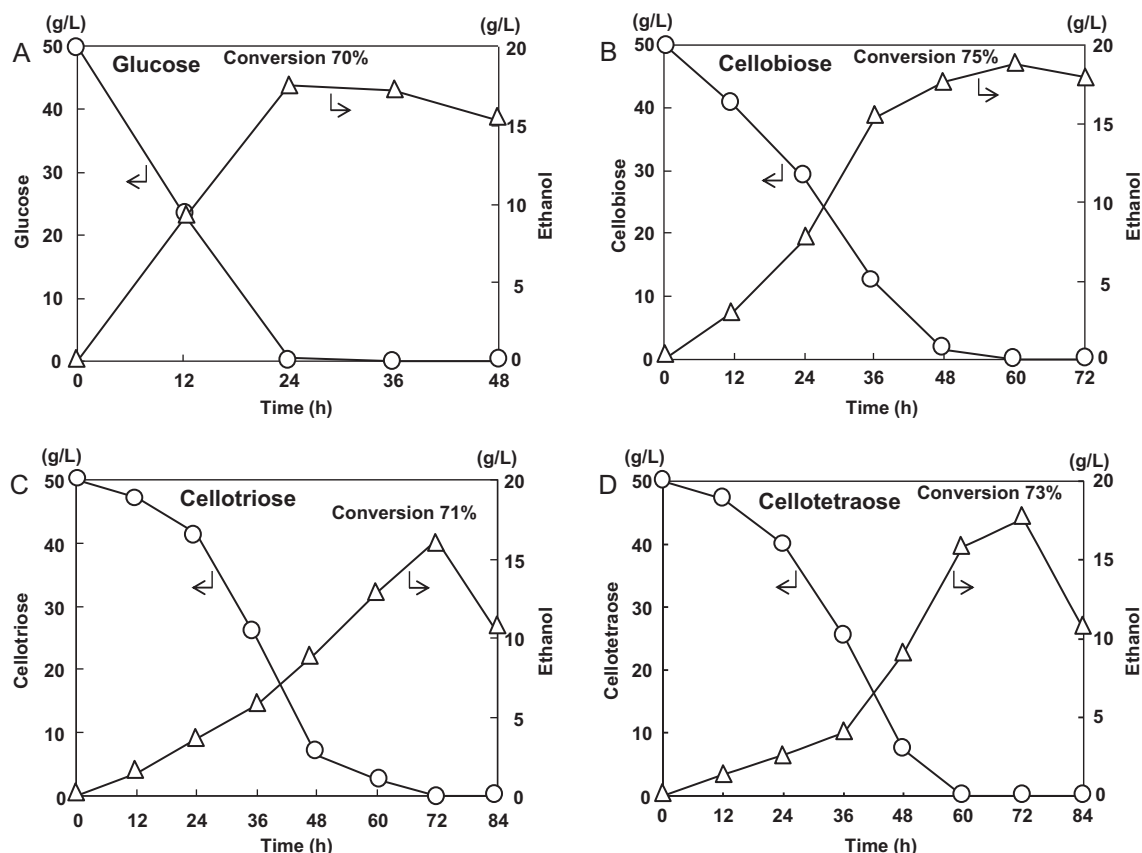 A
(g/L)
50
40
30
20
10
0
Glucose
Glucose
Conversion 70%
(g/L)
20
15
10
5
0
Ethanol
0 12 24 36 48
Time (h)
B
(g/L)
50
40
30
20
10
0
Cellobiose
Cellobiose
Conversion 75%
(g/L)
20
15
10
5
0
Ethanol
0 12 24 36 48 60 72
Time (h)
C
(g/L)
50
40
30
20
10
0
Cellotriose
Cellotriose
Conversion 71%
(g/L)
20
15
10
5
0
Ethanol
0 12 24 36 48 60 72 84
Time (h)
D
(g/L)
50
40
30
20
10
0
Cellotetraose
Cellotetraose
Conversion 73%
(g/L)
20
15
10
5
0
Ethanol
0 12 24 36 48 60 72 84
Time (h)